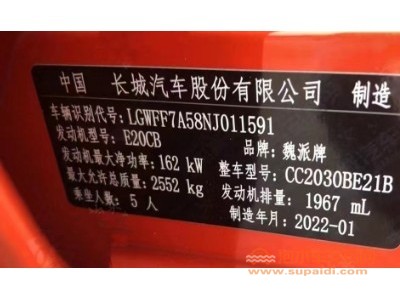 中国 长城汽车股份有限公司 制造
车辆识别代号: LGWFF7A58NJ011591
发动机型号: E20CB 品牌: 魏派牌
发动机最大净功率: 162 kW 整车型号: CC2030BE21B
最大允许总质量: 2552 kg 发动机排量: 1967 mL
乘坐人数: 5 人 制造年月: 2022-01
www.supaidi.com